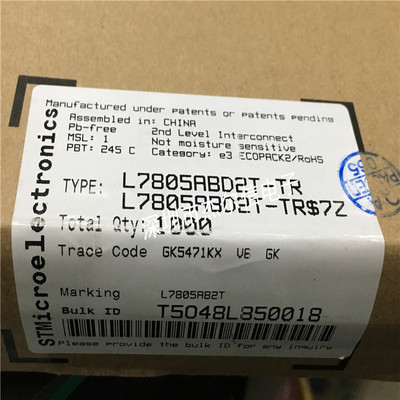 STMicroelectronics
Manufactured under patents or patents pending
Assembled in: CHINA
Pb-free 2nd Level Interconnect
MSL: 1 Not moisture sensitive
PBT: 245 C Category: e3 ECOPACK2/RoHS
TYPE: L7805ABD2T-TR
L7805ABD2T-TR$7Z
Total Qty: 1000
Trace Code GK5471KX VE GK
Marking L7805AB2T
Bulk ID T5048L850018
Please provide the bulk ID for any inquiry